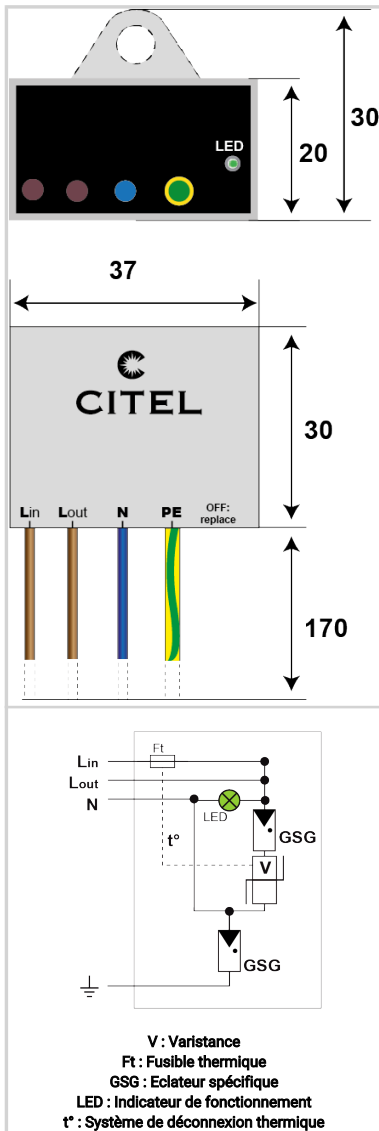 30
LED
20
37
CITEL
30
Lin Lout N PE OFF:
replace
170
Ft
Lin
Lout
N
LED
GSG
t°
V
GSG
V : Varistance
Ft : Fusible thermique
GSG : Eclateur spécifique
LED : Indicateur de fonctionnement
t° : Système de déconnexion thermique